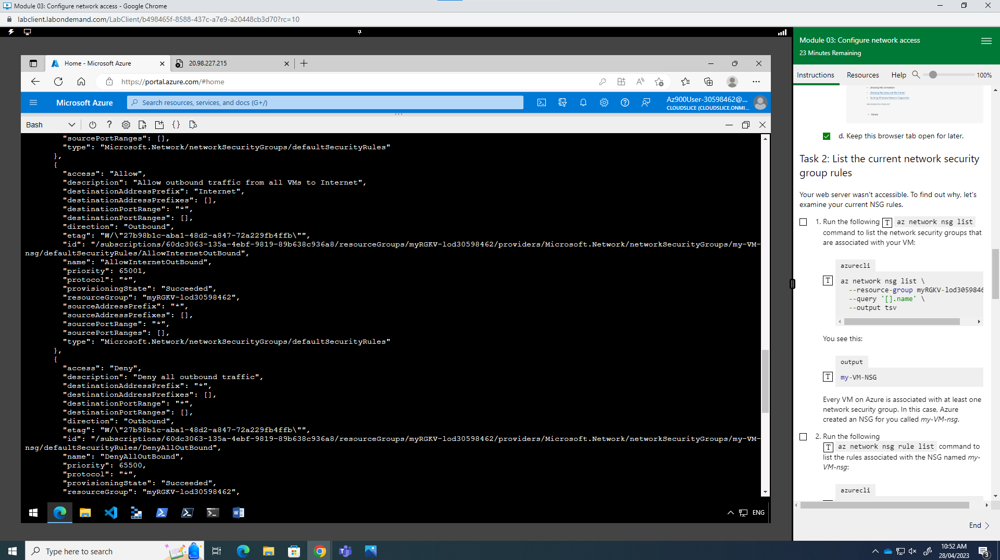 Module 03: Configure network access - Google Chrome
labclient.labondemand.com/LabClient/b498465f-8588-437c-a7e9-a20448cb3d70?rc=10
Home - Microsoft Azure
20.98.227.215
https://portal.azure.com/#home
Microsoft Azure
Search resources, services, and docs (G+/)
Az900User-30598462@...
CLOUDSLICE (CLOUDSLICE.ONMI...
Bash
"sourcePortRanges": [],
"type": "Microsoft.Network/networkSecurityGroups/defaultSecurityRules"
},
{
"access": "Allow",
"description": "Allow outbound traffic from all VMs to Internet",
"destinationAddressPrefix": "Internet",
"destinationAddressPrefixes": [],
"destinationPortRange": "*",
"destinationPortRanges": [],
"direction": "Outbound",
"etag": "W/\"27b98b1c-aba1-48d2-a847-72a229fb4ffb\"",
"id": "/subscriptions/60dc3063-135a-4ebf-9819-89b638c936a8/resourceGroups/myRGKV-lod30598462/providers/Microsoft.Network/networkSecurityGroups/my-VM-
nsg/defaultSecurityRules/AllowInternetOutBound",
"name": "AllowInternetOutBound",
"priority": 65001,
"protocol": "*",
"provisioningState": "Succeeded",
"resourceGroup": "myRGKV-lod30598462",
"sourceAddressPrefix": "*",
"sourceAddressPrefixes": [],
"sourcePortRange": "*",
"sourcePortRanges": [],
"type": "Microsoft.Network/networkSecurityGroups/defaultSecurityRules"
},
{
"access": "Deny",
"description": "Deny all outbound traffic",
"destinationAddressPrefix": "*",
"destinationAddressPrefixes": [],
"destinationPortRange": "*",
"destinationPortRanges": [],
"direction": "Outbound",
"etag": "W/\"27b98b1c-aba1-48d2-a847-72a229fb4ffb\"",
"id": "/subscriptions/60dc3063-135a-4ebf-9819-89b638c936a8/resourceGroups/myRGKV-lod30598462/providers/Microsoft.Network/networkSecurityGroups/my-VM-
nsg/defaultSecurityRules/DenyAllOutBound",
"name": "DenyAllOutBound",
"priority": 65500,
"protocol": "*",
"provisioningState": "Succeeded",
"resourceGroup": "myRGKV-lod30598462",
ENG
Module 03: Configure network access
23 Minutes Remaining
Instructions
Resources
Help
100%
Checking the connection
Checking the proxy and the firewall
Running Windows Network Diagnostics
Details
d. Keep this browser tab open for later.
Task 2: List the current network security
group rules
Your web server wasn't accessible. To find out why, let's
examine your current NSG rules.
1. Run the following T az network nsg list
command to list the network security groups that
are associated with your VM:
azurecli
T
az network nsg list \
--resource-group myRGKV-lod3059846
--query '[].name' \
--output tsv
You see this:
output
T
my-VM-NSG
Every VM on Azure is associated with at least one
network security group. In this case, Azure
created an NSG for you called my-VM-nsg.
2. Run the following
T az network nsg rule list command to
list the rules associated with the NSG named my-
VM-nsg:
azurecli
End
Type here to search
10:52 AM
28/04/2023
3